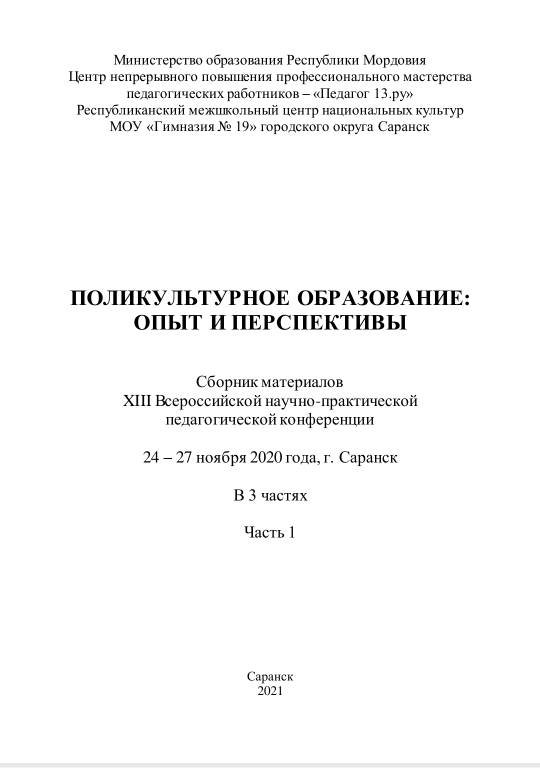 Министерство образования Республики Мордовия
Центр непрерывного повышения профессионального мастерства
педагогических работников – «Педагог 13.ру»
Республиканский межшкольный центр национальных культур
МОУ «Гимназия № 19» городского округа Саранск
ПОЛИКУЛЬТУРНОЕ ОБРАЗОВАНИЕ:
ОПЫТ И ПЕРСПЕКТИВЫ
Сборник материалов
XIII Всероссийской научно-практической
педагогической конференции
24 – 27 ноября 2020 года, г. Саранск
В 3 частях
Часть 1
Саранск
2021